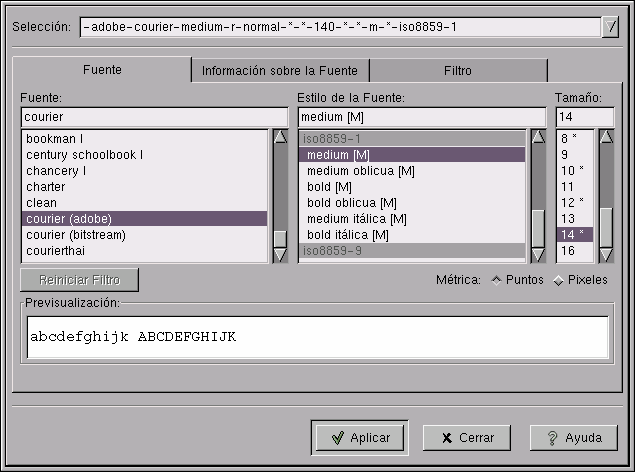 Selección: -adobe-courier-medium-r-normal-*-*-140-*-*-m-*-iso8859-1
Fuente Información sobre la Fuente Filtro
Fuente: Estilo de la Fuente: Tamaño:
courier medium [M] 14
bookman l iso8859-1 8 *
century schoolbook l medium [M] 9
chancery l medium oblicua [M] 10 *
charter bold [M] 11
clean bold oblicua [M] 12 *
courier (adobe) medium itálica [M] 13
courier (bitstream) bold itálica [M] 14 *
courierthai iso8859-9 16
Reiniciar Filtro Métrica: Puntos Pixeles
Previsualización:
abcdefghijk ABCDEFGHIJK
Aplicar Cerrar Ayuda